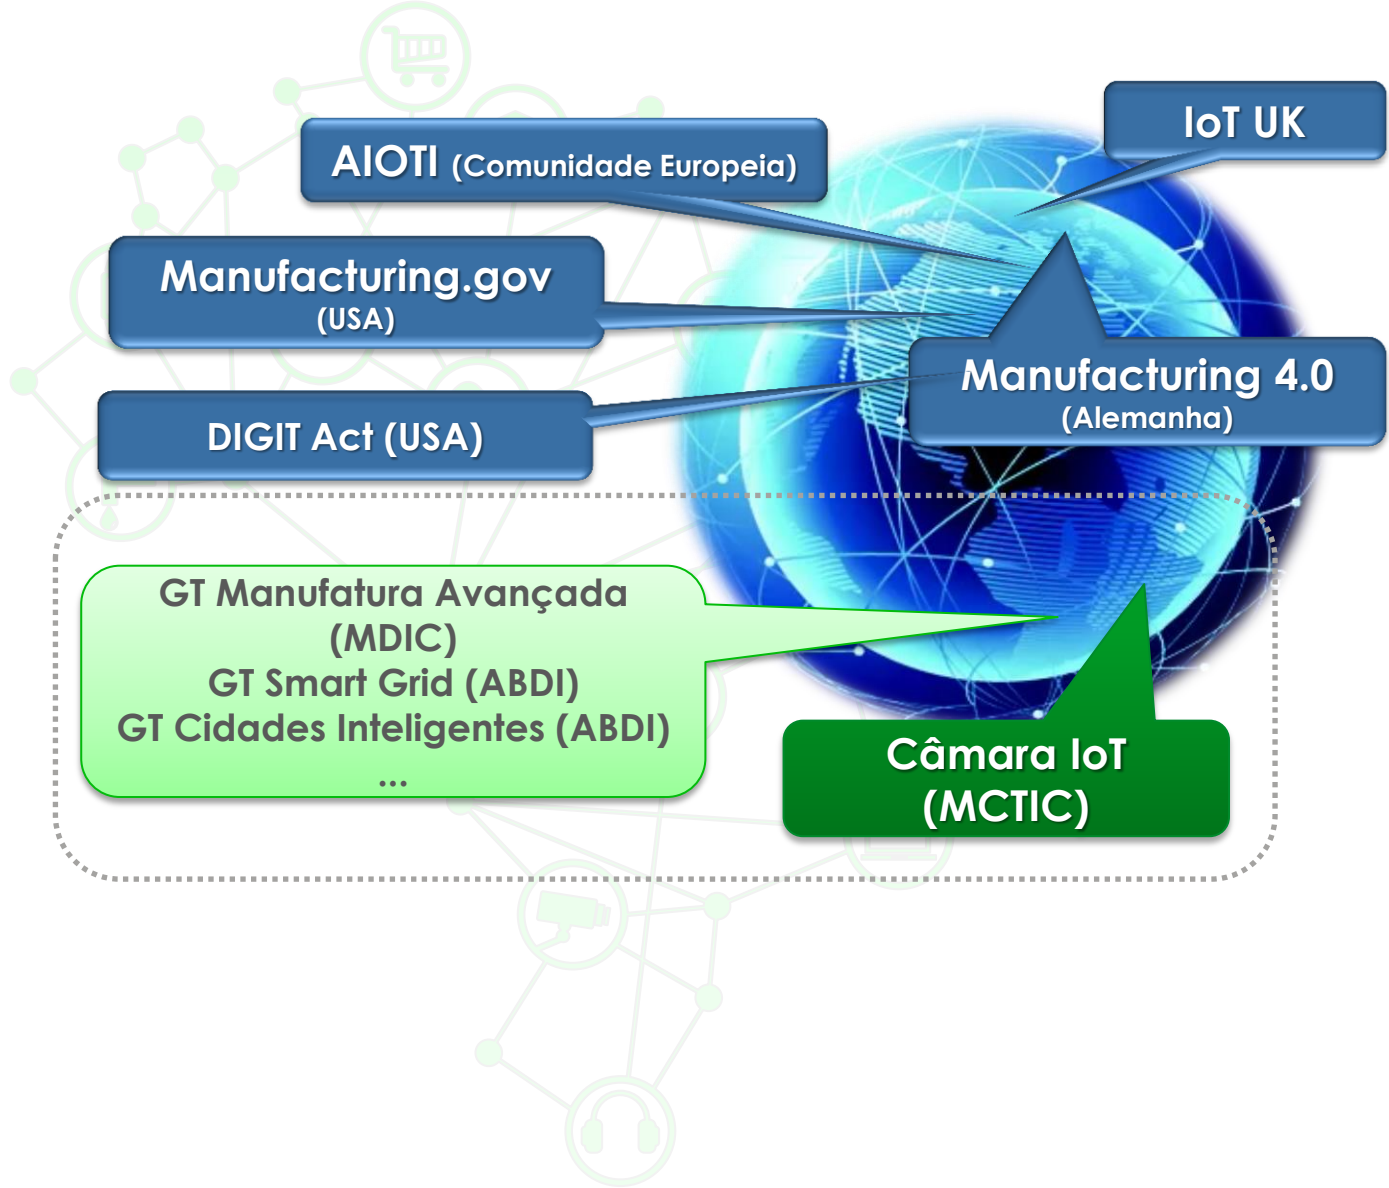 IoT UK
AIOTI (Comunidade Europeia)
Manufacturing.gov
(USA)
Manufacturing 4.0
(Alemanha)
DIGIT Act (USA)
GT Manufatura Avançada
(MDIC)
GT Smart Grid (ABDI)
GT Cidades Inteligentes (ABDI)
...
Câmara IoT
(MCTIC)